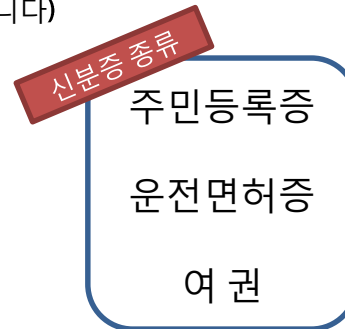 니다)
신분증 종류
주민등록증
운전면허증
여 권